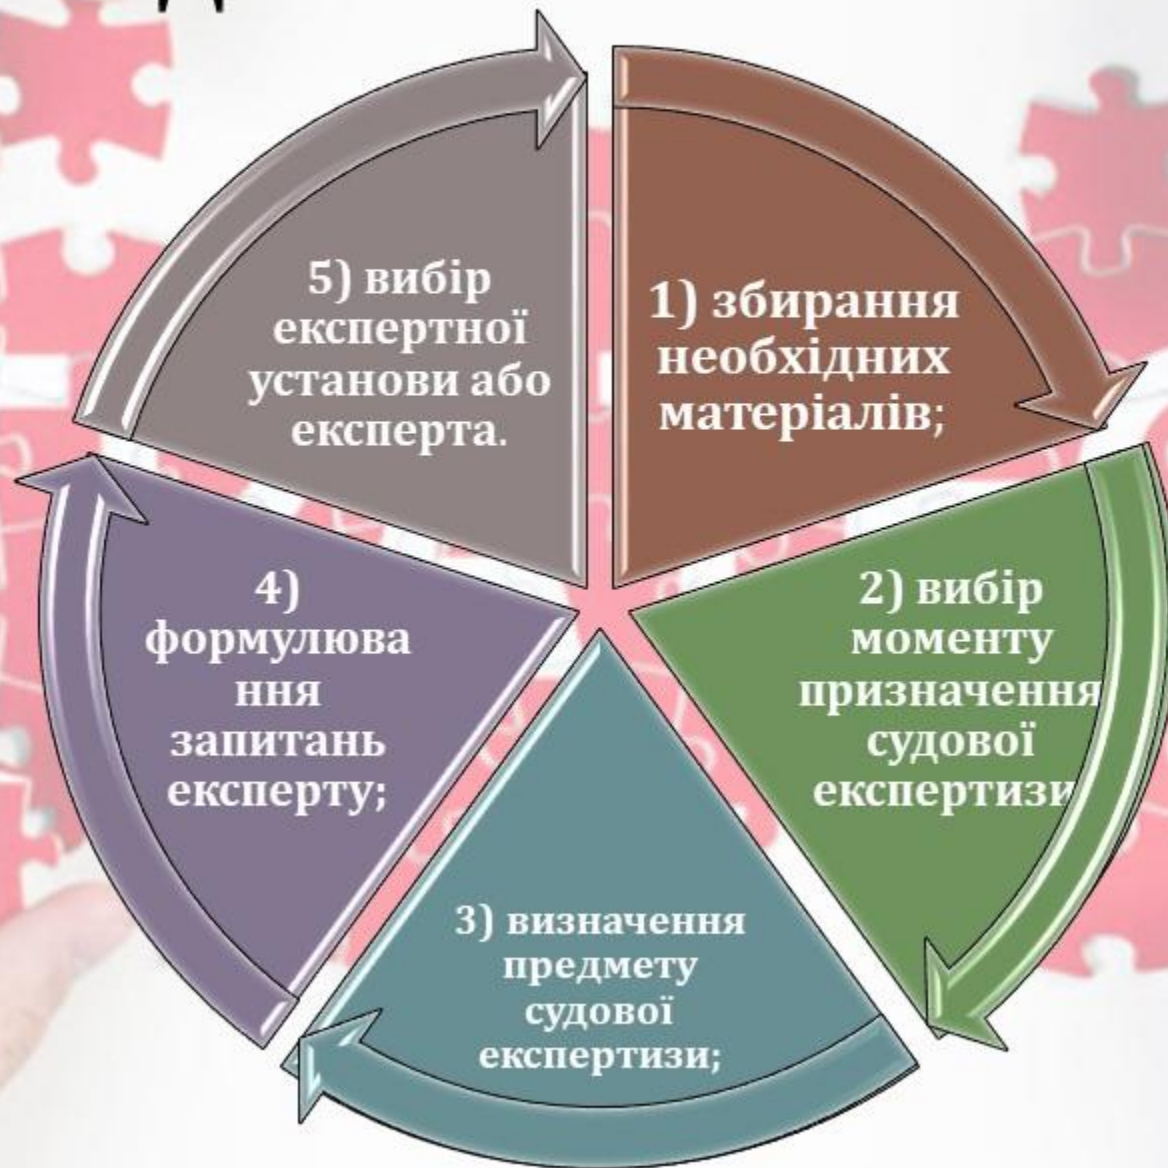 1) збирання
необхідних
матеріалів;
2) вибір
моменту
призначення
судової
експертизи
3) визначення
предмету
судової
експертизи;
4)
формулюва
ння
запитань
експерту;
5) вибір
експертної
установи або
експерта.